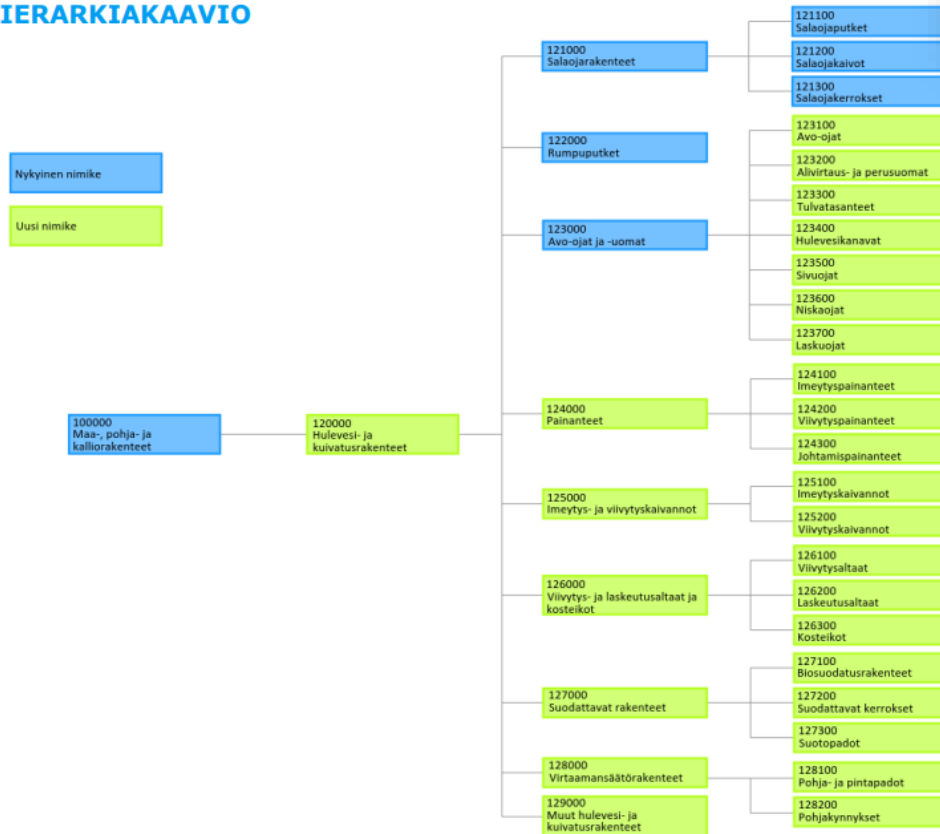 IERARKIAKAAVIO
Nykyinen nimike
Uusi nimike
100000
Maa-, pohja- ja
kalliorakenteet
120000
Hulevesi- ja
kuivatusrakenteet
121000
Salaojarakenteet
121100
Salaojaputket
121200
Salaojakaivot
121300
Salaojakerrokset
122000
Rumpuputket
123000
Avo-ojat ja -uomat
123100
Avo-ojat
123200
Alivirtaus- ja perusuomat
123300
Tulvatasanteet
123400
Hulevesikanavat
123500
Sivuojat
123600
Niskaojat
123700
Laskuojat
124000
Painanteet
124100
Imeytyspainanteet
124200
Viivytyspainanteet
124300
Johtamispainanteet
125000
Imeytys- ja viivytyskaivannot
125100
Imeytyskaivannot
125200
Viivytyskaivannot
126000
Viivytys- ja laskeutusaltaat ja
kosteikot
126100
Viivytysaltaat
126200
Laskeutusaltaat
126300
Kosteikot
127000
Suodattavat rakenteet
127100
Biosuodatusrakenteet
127200
Suodattavat kerrokset
127300
Suotopadot
128000
Virtaamansäätörakenteet
128100
Pohja- ja pintapadot
128200
Pohjakynnykset
129000
Muut hulevesi- ja
kuivatusrakenteet